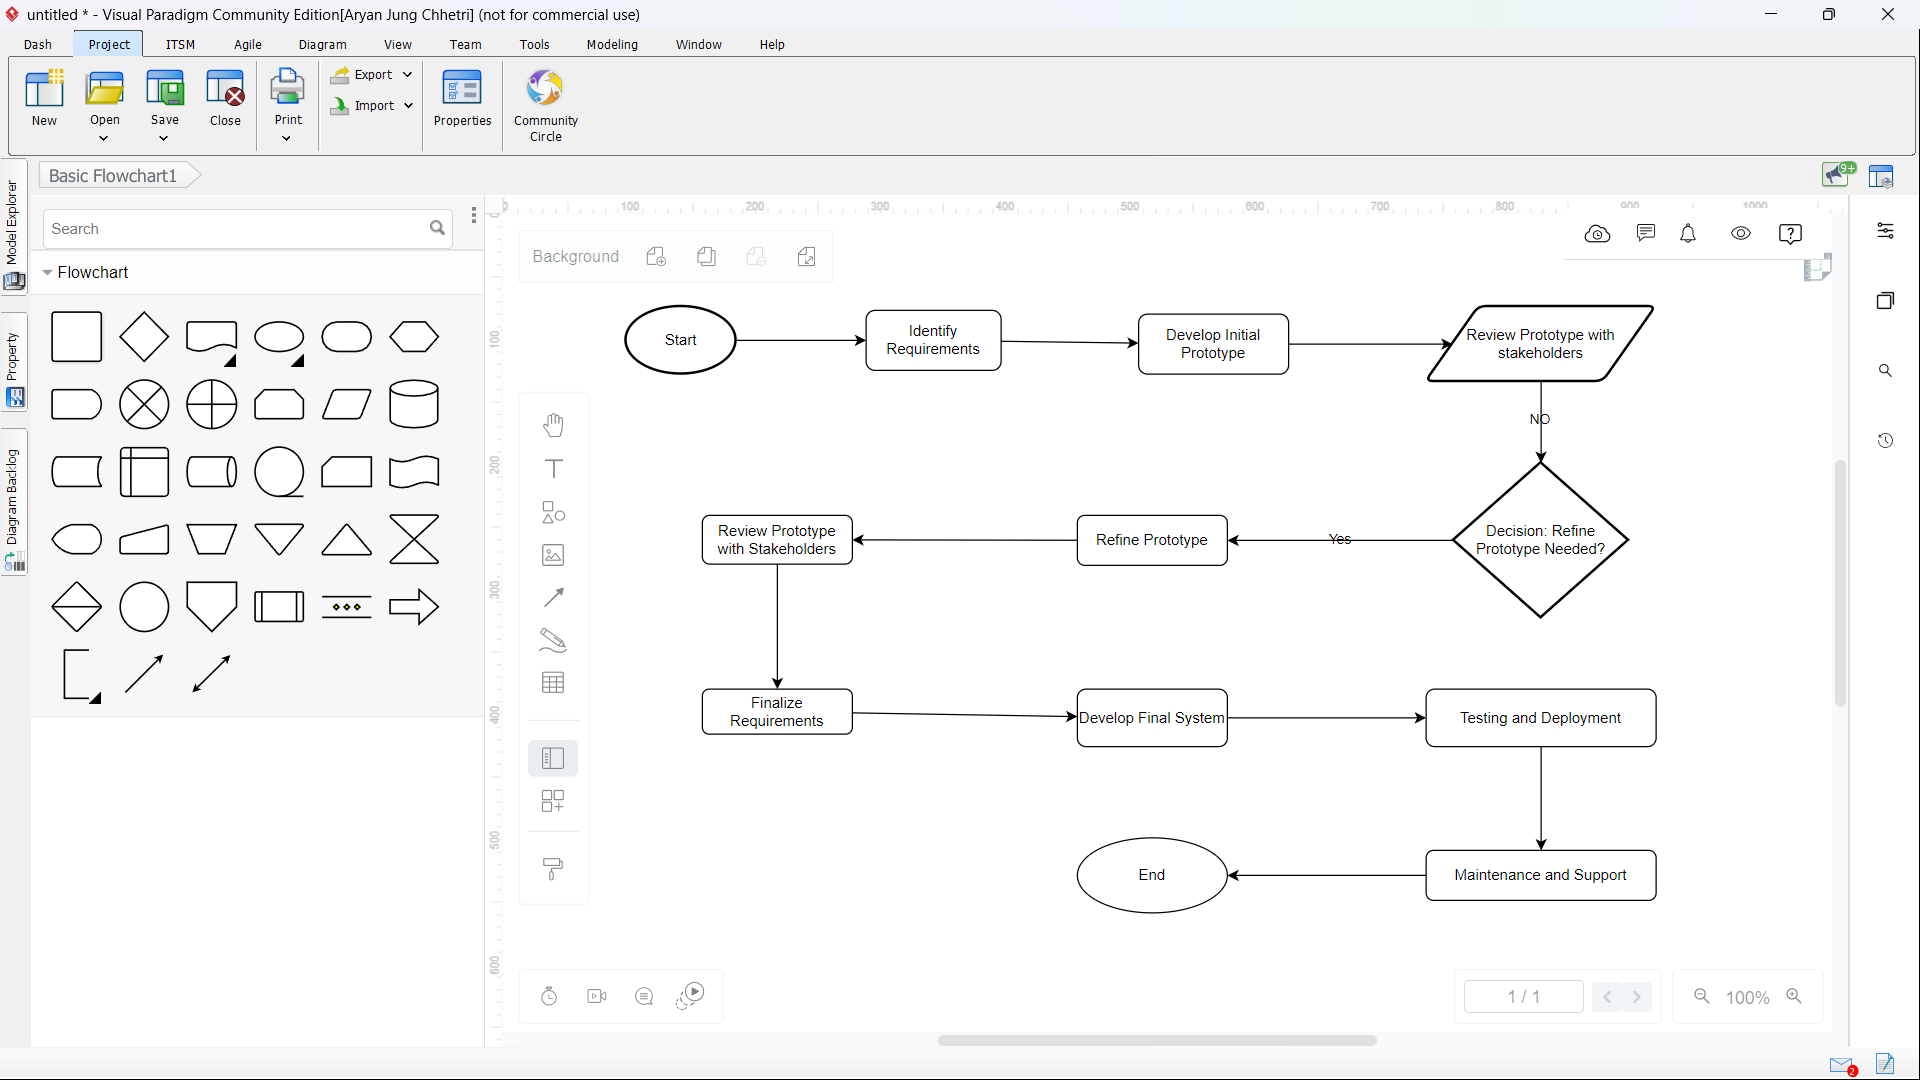 untitled * - Visual Paradigm Community Edition[Aryan Jung Chhetri] (not for commercial use)
Dash Project ITSM Agile Diagram View Team Tools Modeling Window Help
New Open Save Close Print Export Import Properties Community Circle
Basic Flowchart1
9+
Model Explorer
Property
Diagram Backlog
Search
Flowchart
0 100 200 300 400 500 600 700 800 900 1000
0
100
200
300
400
500
600
Background
Start
Identify
Requirements
Develop Initial
Prototype
Review Prototype with
stakeholders
NO
Decision: Refine
Prototype Needed?
Yes
Refine Prototype
Review Prototype
with Stakeholders
Finalize
Requirements
Develop Final System
Testing and Deployment
Maintenance and Support
End
1 / 1
100%
2